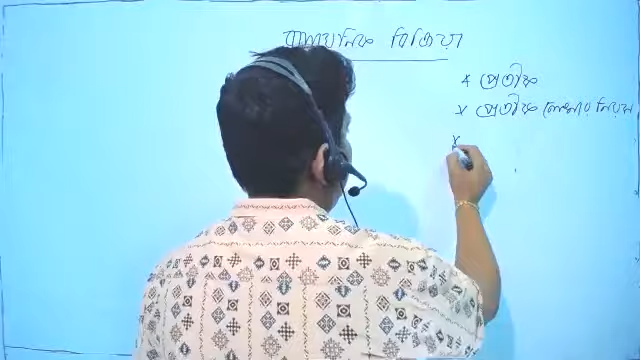 রাসায়নিক বিক্রিয়া
* প্রতীক
* প্রতীক লেখার নিয়ম
*